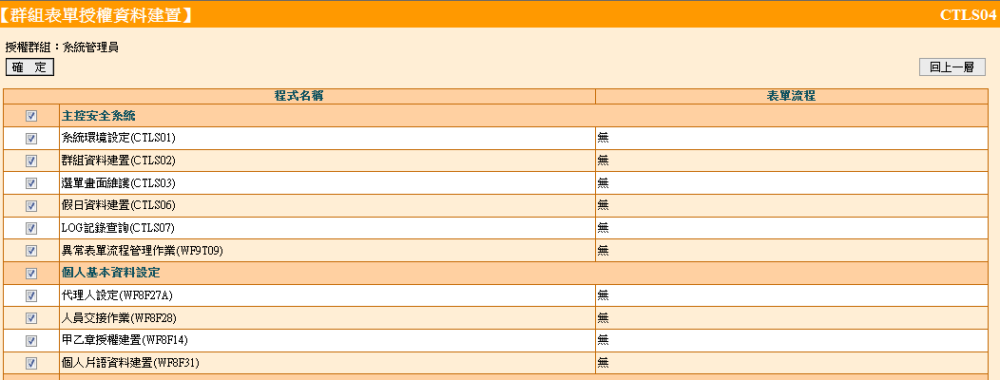 【群組表單授權資料建置】 CTLS04
授權群組：系統管理員
確 定 回上一層
程式名稱 表單流程
主控安全系統
系統環境設定(CTLS01) 無
群組資料建置(CTLS02) 無
選單畫面維護(CTLS03) 無
假日資料建置(CTLS06) 無
LOG記錄查詢(CTLS07) 無
異常表單流程管理作業(WF9T09) 無
個人基本資料設定
代理人設定(WF8F27A) 無
人員交接作業(WF8F28) 無
甲乙章授權建置(WF8F14) 無
個人片語資料建置(WF8F31) 無